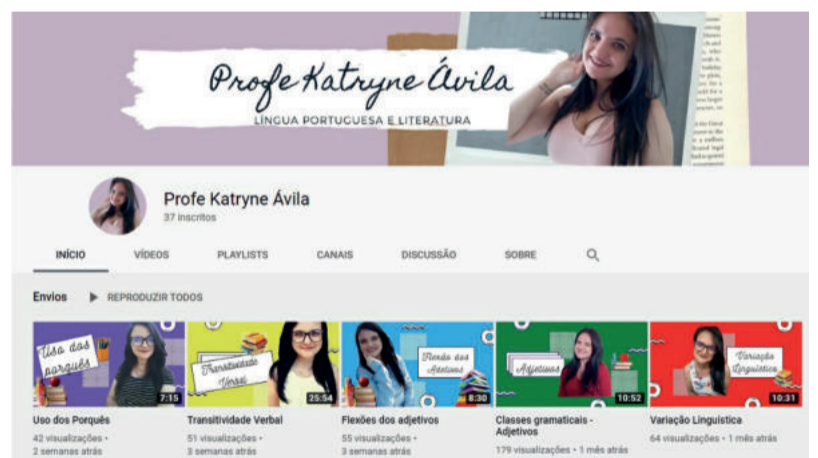 Profe Katryne Ávila
LÍNGUA PORTUGUESA E LITERATURA
Profe Katryne Ávila
37 inscritos
INÍCIO VÍDEOS PLAYLISTS CANAIS DISCUSSÃO SOBRE
Envios REPRODUZIR TODOS
Uso dos
porquês
7:15
Transitividade
Verbal
25:54
Flexão dos
Adjetivos
8:30
Adjetivos
10:52
Variação
Linguística
10:31
Uso dos Porquês
42 visualizações •
2 semanas atrás
Transitividade Verbal
51 visualizações •
3 semanas atrás
Flexões dos adjetivos
55 visualizações •
3 semanas atrás
Classes gramaticais -
Adjetivos
179 visualizações • 1 mês atrás
Variação Linguística
64 visualizações • 1 mês atrás